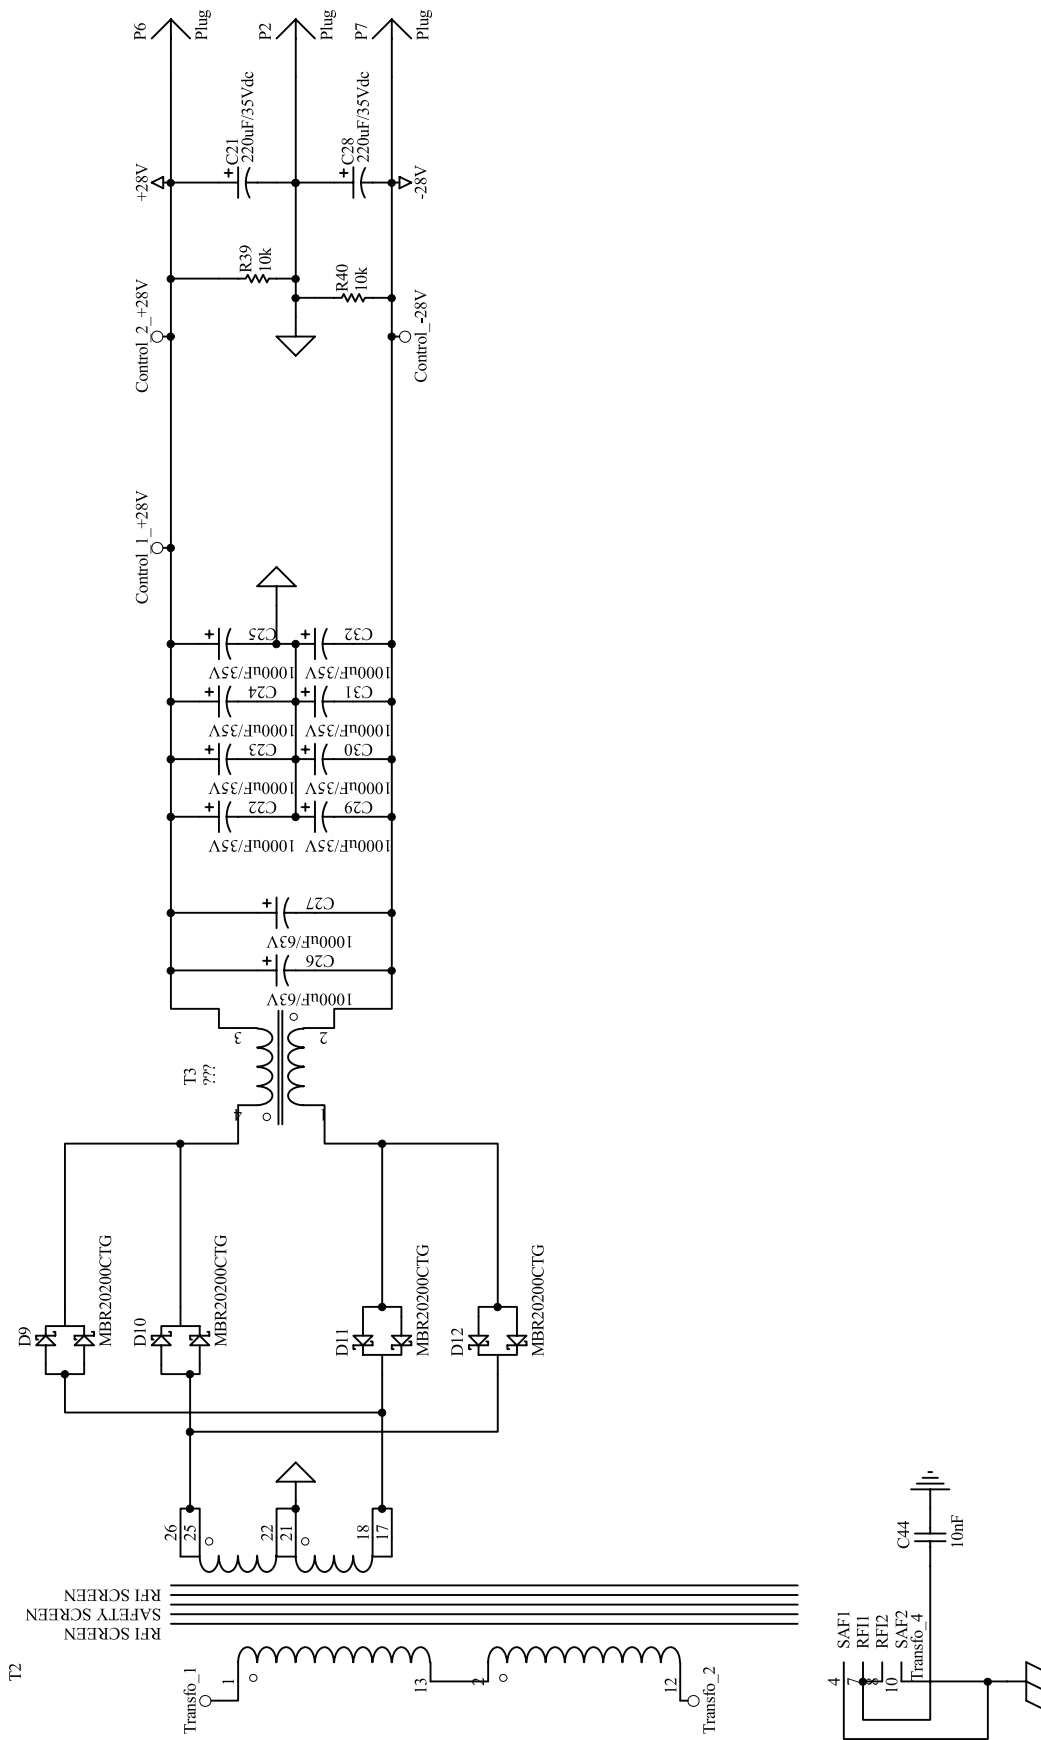 P6
Plug
P2
Plug
P7
Plug
+28V
C21
220uF/35Vdc
C28
220uF/35Vdc
-28V
R39
10k
R40
10k
Control_2_+28V
Control_-28V
Control_1_+28V
C25
1000uF/35V
C32
1000uF/35V
C24
1000uF/35V
C31
1000uF/35V
C23
1000uF/35V
C30
1000uF/35V
C22
1000uF/35V
C29
1000uF/35V
C27
1000uF/63V
C26
1000uF/63V
3
2
T3
???
4
1
D9
MBR20200CTG
D10
MBR20200CTG
D11
MBR20200CTG
D12
MBR20200CTG
26
25
22
21
18
17
RFI SCREEN
SAFETY SCREEN
RFI SCREEN
T2
Transfo_1
1
13
2
12
Transfo_2
C44
10nF
4
SAF1
7
RFI1
8
RFI2
10
SAF2
Transfo_4